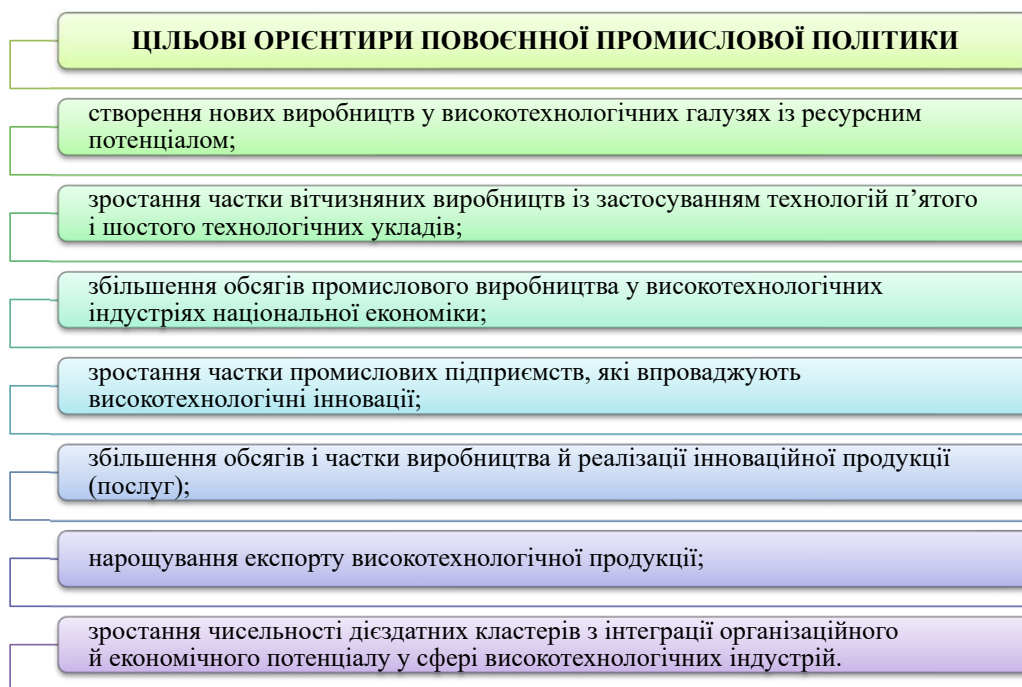 ЦІЛЬОВІ ОРІЄНТИРИ ПОВОЄННОЇ ПРОМИСЛОВОЇ ПОЛІТИКИ
створення нових виробництв у високотехнологічних галузях із ресурсним
потенціалом;
зростання частки вітчизняних виробництв із застосуванням технологій п’ятого
і шостого технологічних укладів;
збільшення обсягів промислового виробництва у високотехнологічних
індустріях національної економіки;
зростання частки промислових підприємств, які впроваджують
високотехнологічні інновації;
збільшення обсягів і частки виробництва й реалізації інноваційної продукції
(послуг);
нарощування експорту високотехнологічної продукції;
зростання чисельності дієздатних кластерів з інтеграції організаційного
й економічного потенціалу у сфері високотехнологічних індустрій.